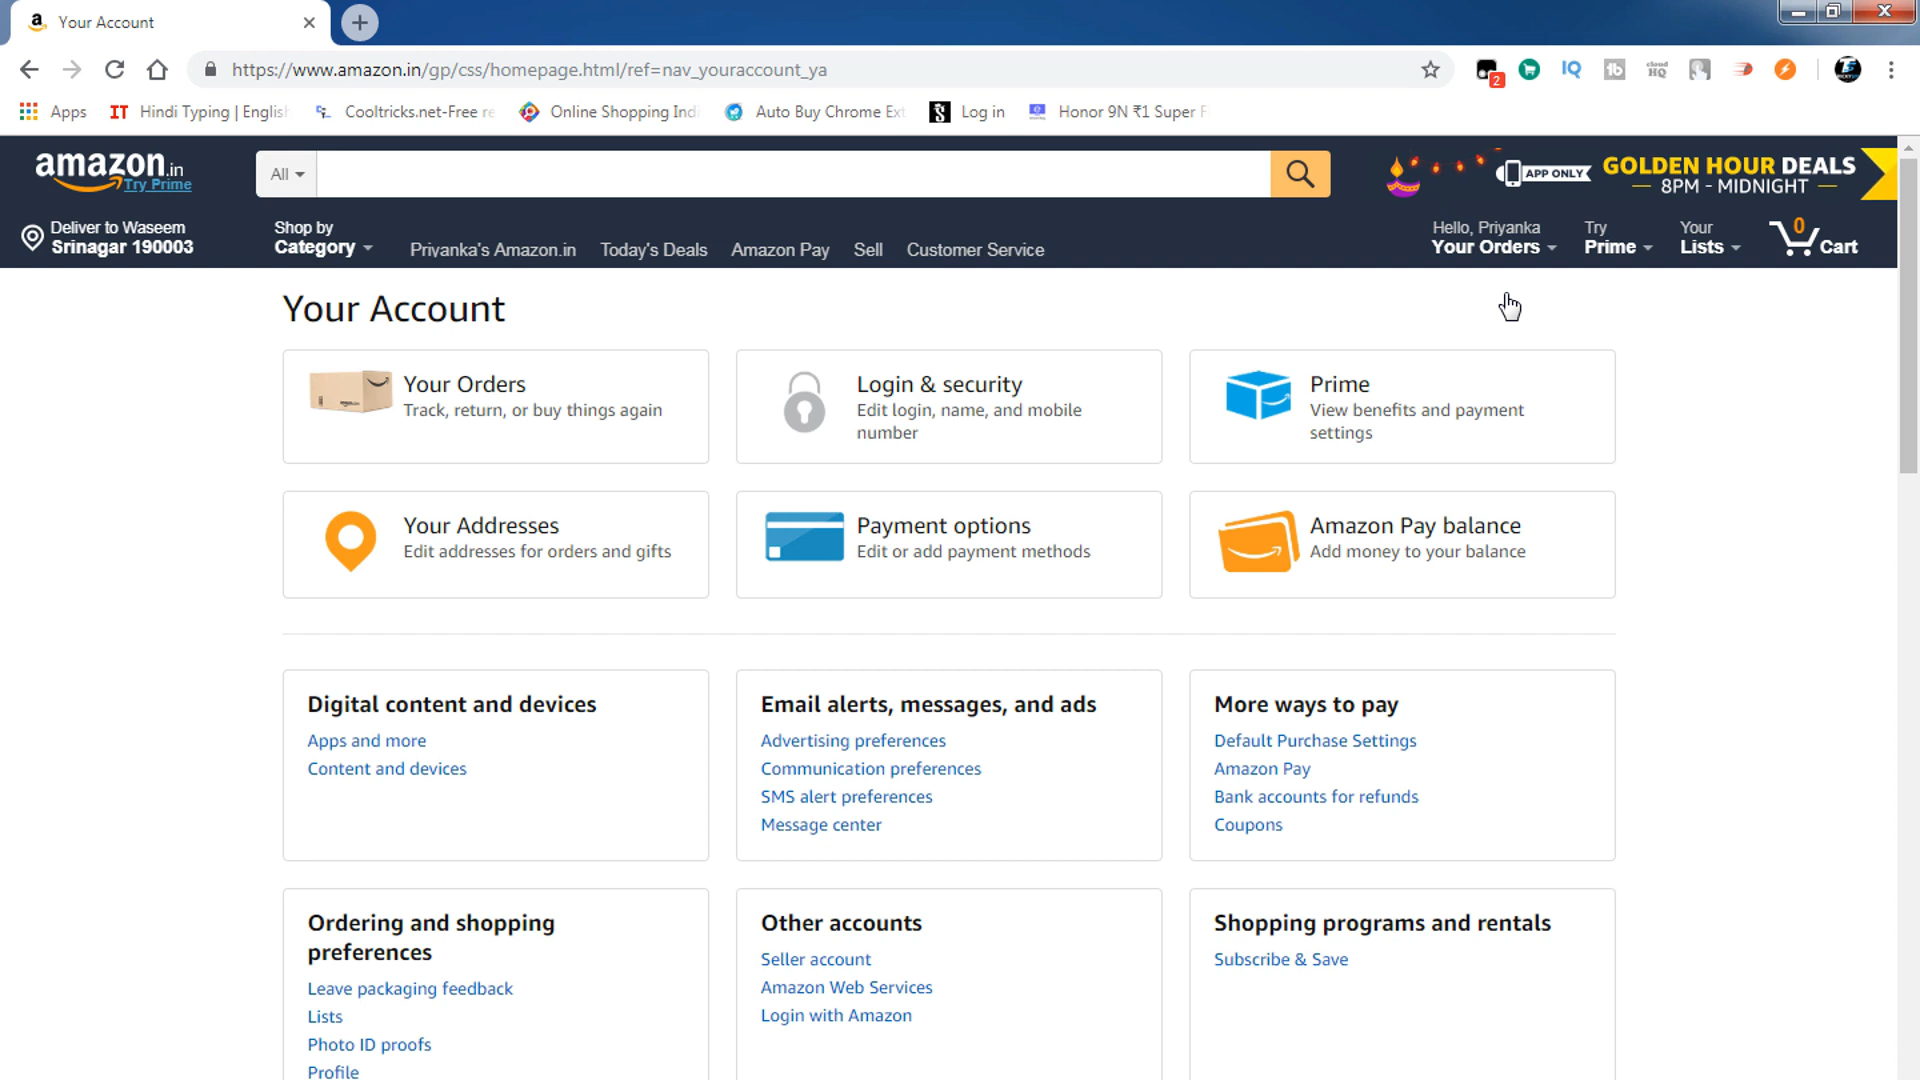 Your Account
https://www.amazon.in/gp/css/homepage.html/ref=nav_youraccount_ya
2
IQ
tb
cloud HQ
Apps
IT Hindi Typing | English
Cooltricks.net-Free re
Online Shopping Indi
Auto Buy Chrome Ext
Log in
Honor 9N ₹1 Super F
amazon.in
Try Prime
All
APP ONLY
GOLDEN HOUR DEALS
8PM - MIDNIGHT
Deliver to Waseem
Srinagar 190003
Shop by
Category
Priyanka's Amazon.in
Today's Deals
Amazon Pay
Sell
Customer Service
Hello, Priyanka
Your Orders
Try
Prime
Your
Lists
0
Cart
Your Account
Your Orders
Track, return, or buy things again
Login & security
Edit login, name, and mobile
number
Prime
View benefits and payment
settings
Your Addresses
Edit addresses for orders and gifts
Payment options
Edit or add payment methods
Amazon Pay balance
Add money to your balance
Digital content and devices
Apps and more
Content and devices
Email alerts, messages, and ads
Advertising preferences
Communication preferences
SMS alert preferences
Message center
More ways to pay
Default Purchase Settings
Amazon Pay
Bank accounts for refunds
Coupons
Ordering and shopping
preferences
Leave packaging feedback
Lists
Photo ID proofs
Profile
Other accounts
Seller account
Amazon Web Services
Login with Amazon
Shopping programs and rentals
Subscribe & Save